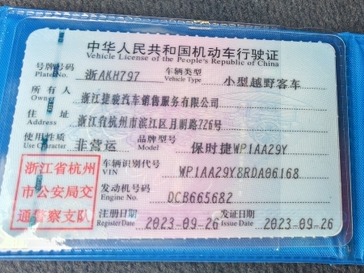 中华人民共和国机动车行驶证
Vehicle License of the People's Republic of China
号牌号码 浙AKH797 车辆类型 小型越野客车
Plate No. Vehicle Type
所有人 浙江捷骏汽车销售服务有限公司
Owner
住址 浙江省杭州市滨江区月明路726号
Address
使用性质 非营运 品牌型号 保时捷WP1AA29Y
Use Character Model
浙江省杭州市公安局交通警察支队
车辆识别代号 WP1AA29Y8RDA06168
VIN
发动机号码 DCB665682
Engine No.
注册日期 2023-09-26 发证日期 2023-09-26
Register Date Issue Date